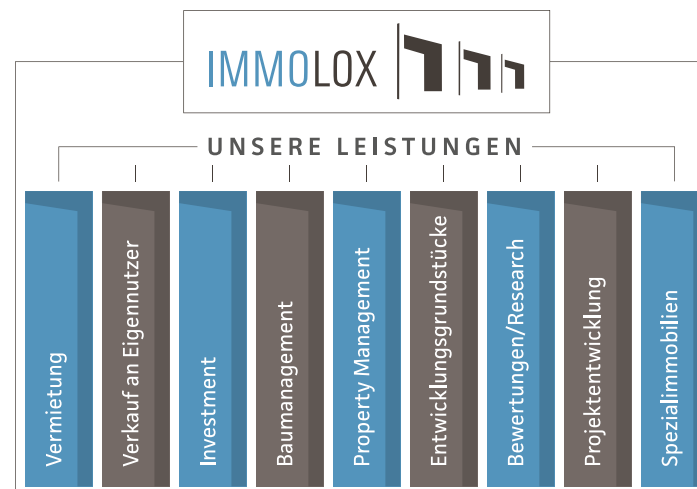 IMMOLOX
UNSERE LEISTUNGEN
Vermietung
Verkauf an Eigennutzer
Investment
Baumanagement
Property Management
Entwicklungsgrundstücke
Bewertungen/Research
Projektentwicklung
Spezialimmobilien